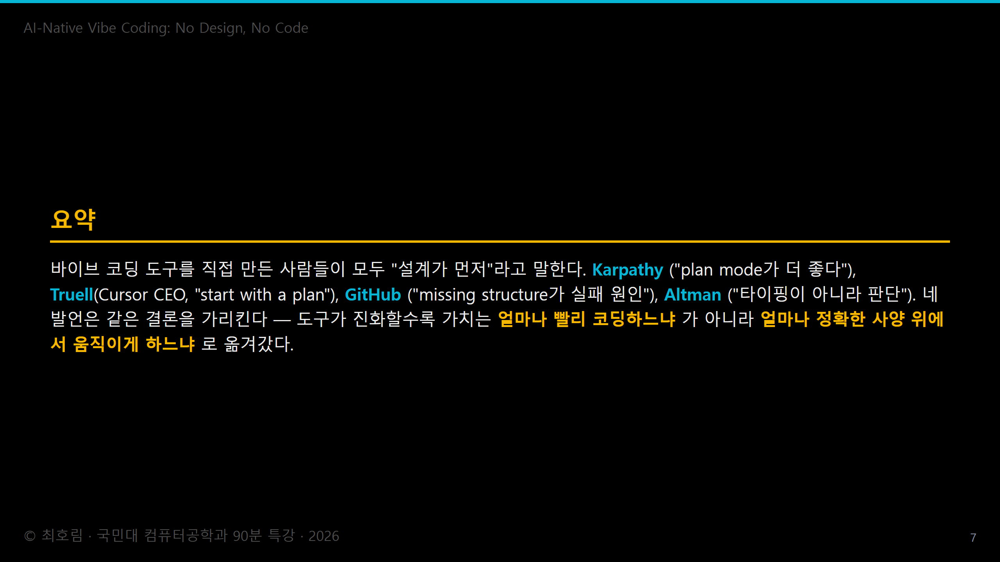 AI-Native Vibe Coding: No Design, No Code
요약
바이브 코딩 도구를 직접 만든 사람들이 모두 "설계가 먼저"라고 말한다. Karpathy ("plan mode가 더 좋다"),
Truell(Cursor CEO, "start with a plan"), GitHub ("missing structure가 실패 원인"), Altman ("타이핑이 아니라 판단"). 네
발언은 같은 결론을 가리킨다 — 도구가 진화할수록 가치는 얼마나 빨리 코딩하느냐 가 아니라 얼마나 정확한 사양 위에
서 움직이게 하느냐 로 옮겨갔다.
© 최호림 · 국민대 컴퓨터공학과 90분 특강 · 2026
7